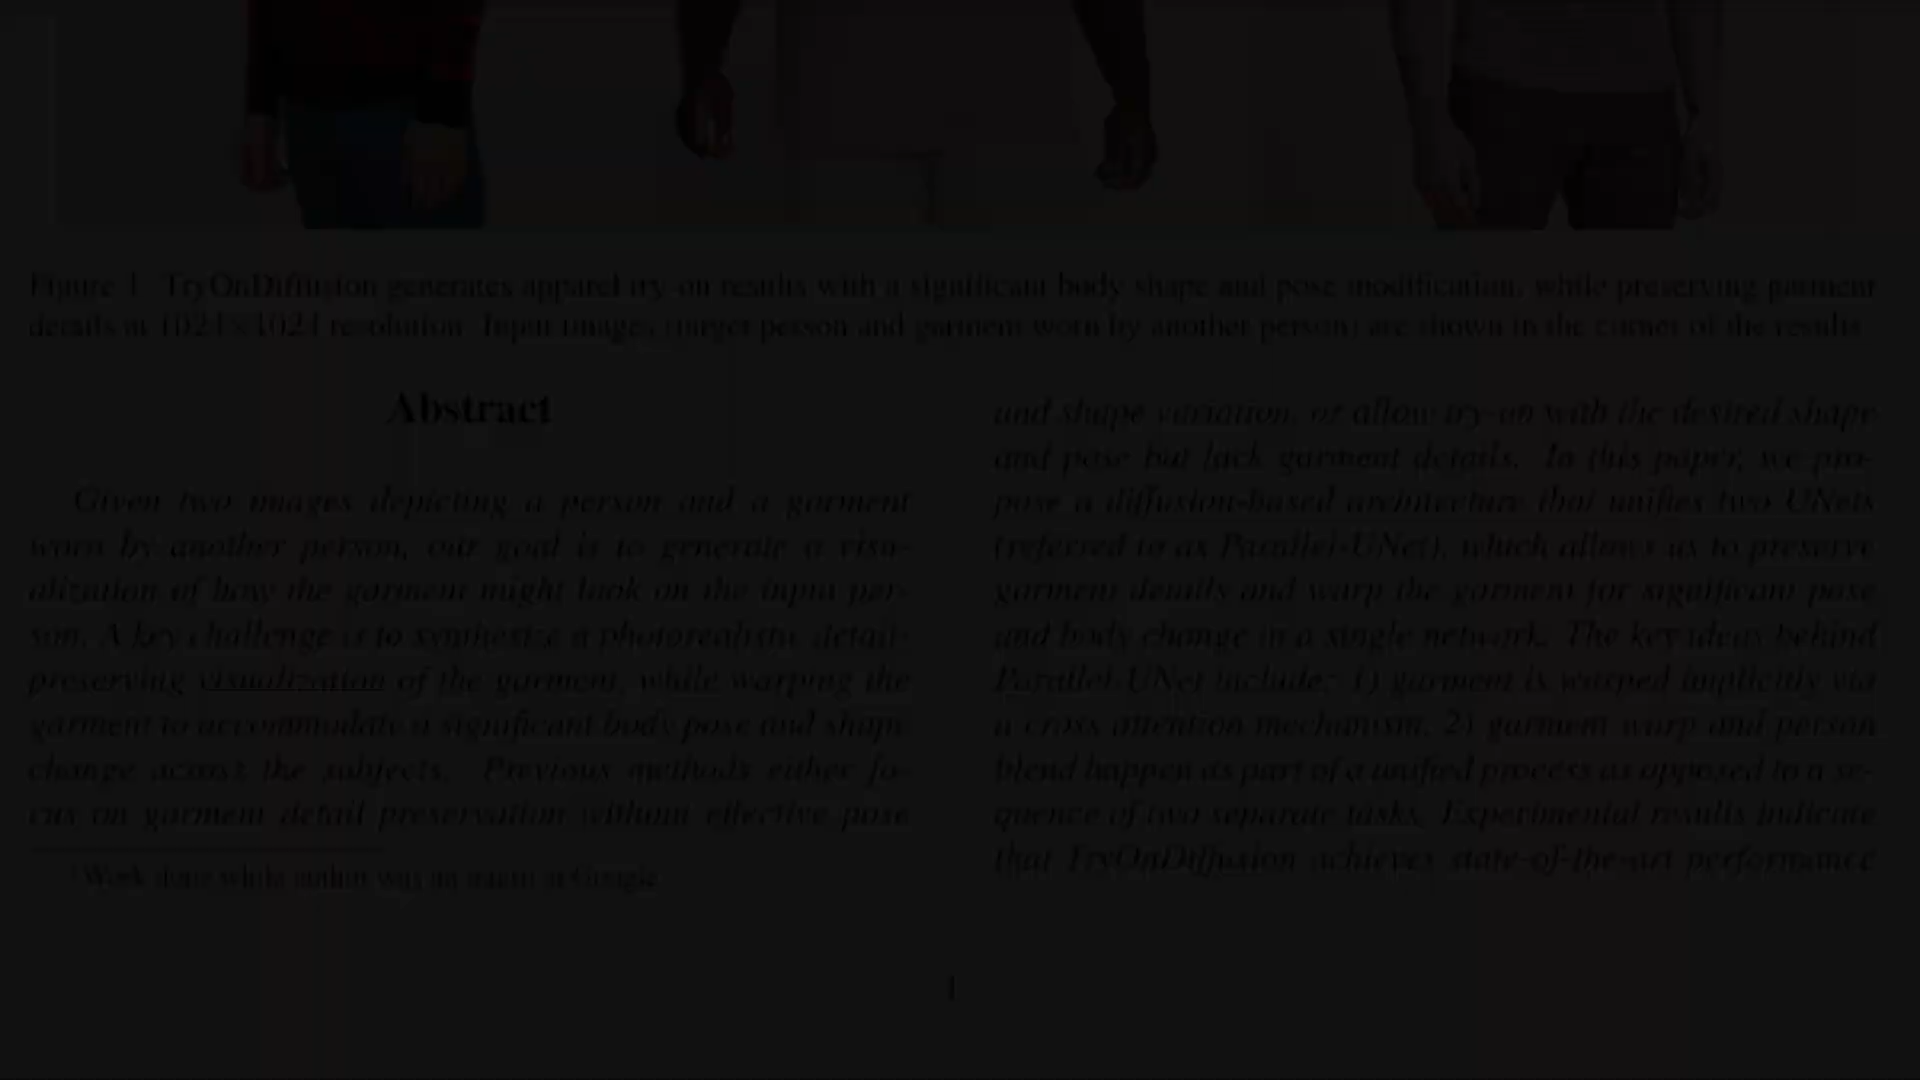 Figure 1. TryOnDiffusion generates apparel try-on results with a significant body shape and pose modification, while preserving garment
details at 1024×1024 resolution. Input images (target person and garment worn by another person) are shown in the corner of the results.
Abstract
Given two images depicting a person and a garment
worn by another person, our goal is to generate a visu-
alization of how the garment might look on the input per-
son. A key challenge is to synthesize a photorealistic detail-
preserving visualization of the garment, while warping the
garment to accommodate a significant body pose and shape
change across the subjects. Previous methods either fo-
cus on garment detail preservation without effective pose
¹Work done while author was an intern at Google.
and shape variation, or allow try-on with the desired shape
and pose but lack garment details. In this paper, we pro-
pose a diffusion-based architecture that unifies two UNets
(referred to as Parallel-UNet), which allows us to preserve
garment details and warp the garment for significant pose
and body change in a single network. The key ideas behind
Parallel-UNet include: 1) garment is warped implicitly via
a cross attention mechanism, 2) garment warp and person
blend happen as part of a unified process as opposed to a se-
quence of two separate tasks. Experimental results indicate
that TryOnDiffusion achieves state-of-the-art performance
1